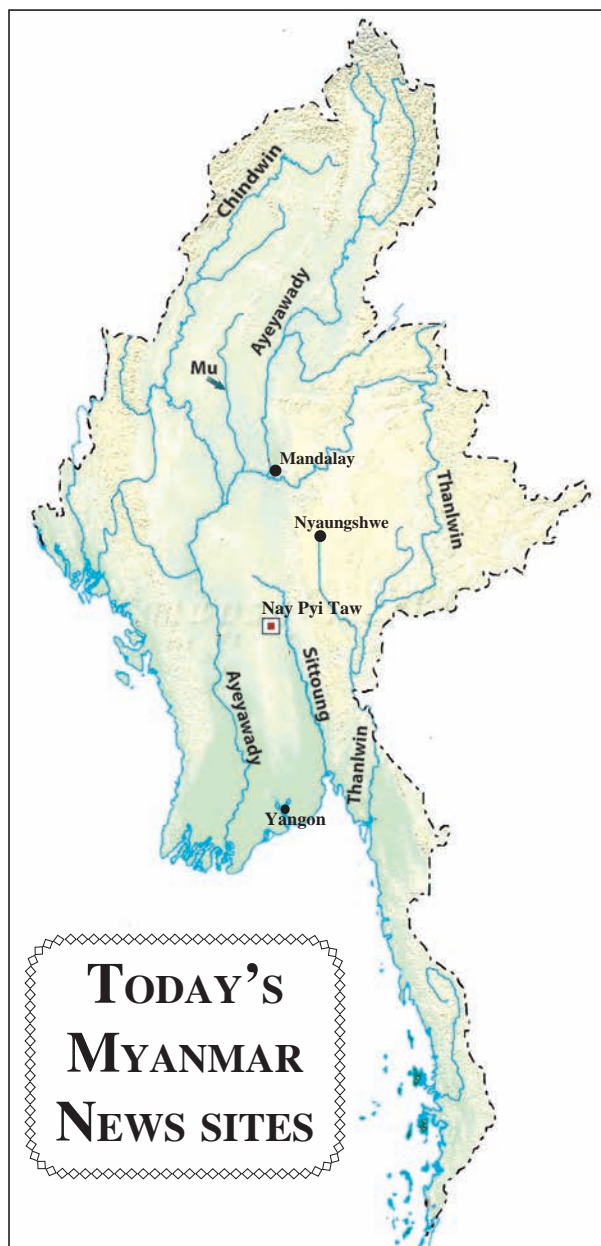 Chindwin
Ayeyawady
Mu
Mandalay
Thanlwin
Nyaungshwe
Nay Pyi Taw
Sittoung
Ayeyawady
Thanlwin
Yangon
TODAY'S
MYANMAR
NEWS SITES